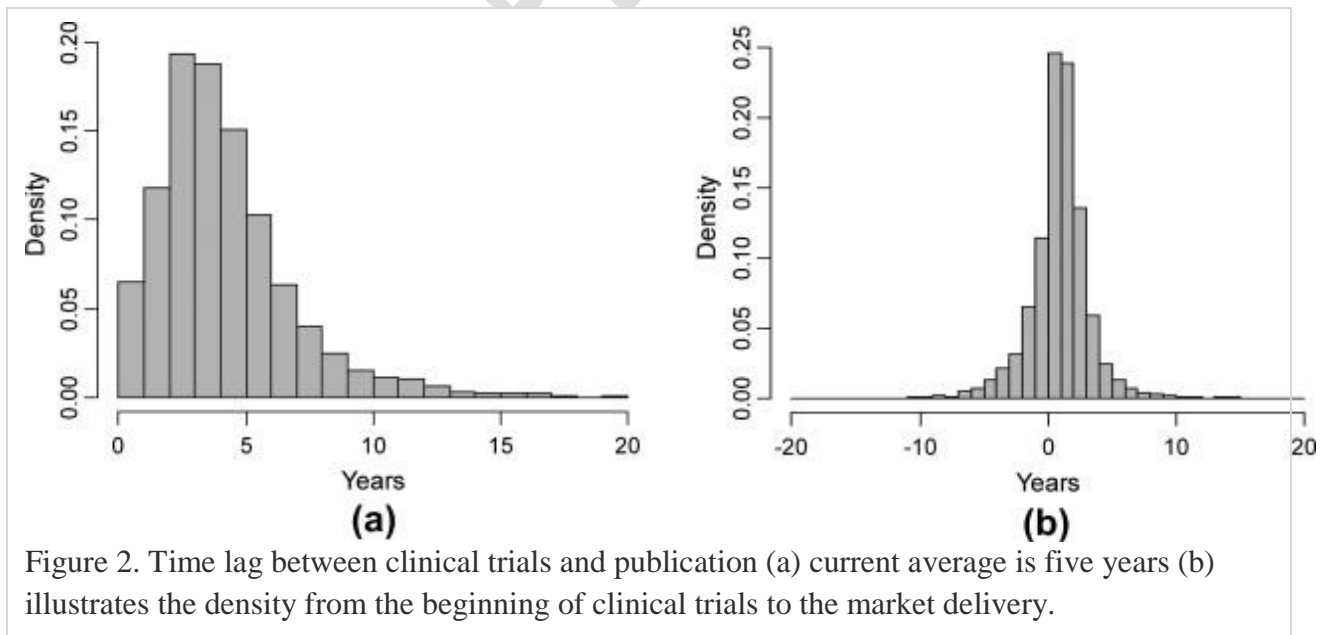 0.00 0.05 0.10 0.15 0.20
Density
0 5 10 15 20
Years
(a)
0.00 0.05 0.10 0.15 0.20 0.25
Density
-20 -10 0 10 20
Years
(b)
Figure 2. Time lag between clinical trials and publication (a) current average is five years (b)
illustrates the density from the beginning of clinical trials to the market delivery.